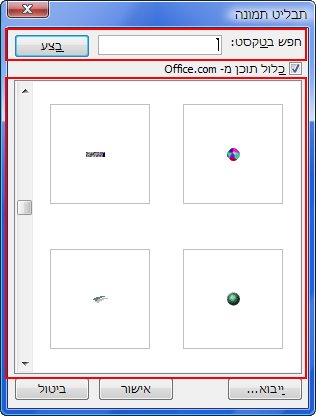 תבליט תמונה
חפש בטקסט:
בצע
כלול תוכן מ- Office.com
ייבוא...
אישור
ביטול